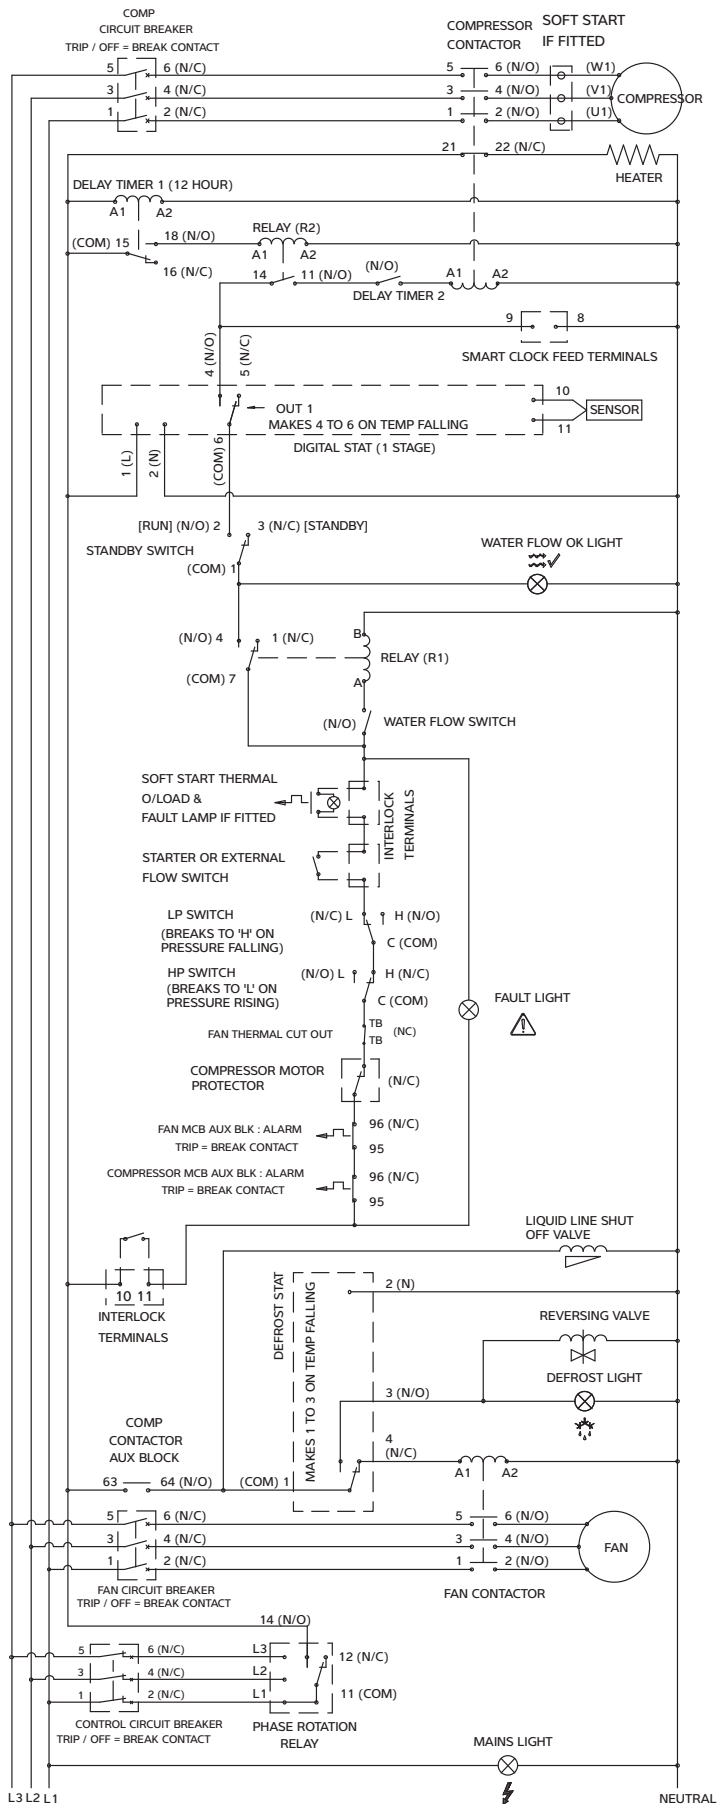 COMP
CIRCUIT BREAKER
TRIP / OFF = BREAK CONTACT
COMPRESSOR
CONTACTOR
SOFT START
IF FITTED
5 6 (N/C)
3 4 (N/C)
1 2 (N/C)
5 6 (N/O) (W1)
3 4 (N/O) (V1)
1 2 (N/O) (U1)
COMPRESSOR
21 22 (N/C)
HEATER
DELAY TIMER 1 (12 HOUR)
A1 A2
(COM) 15
18 (N/O)
16 (N/C)
RELAY (R2)
A1 A2
14 11 (N/O)
(N/O)
DELAY TIMER 2
A1 A2
9 8
SMART CLOCK FEED TERMINALS
4 (N/O)
5 (N/C)
OUT 1
MAKES 4 TO 6 ON TEMP FALLING
10
11
SENSOR
DIGITAL STAT (1 STAGE)
1 (L)
2 (N)
(COM) 6
[RUN] (N/O) 2 3 (N/C) [STANDBY]
STANDBY SWITCH
(COM) 1
WATER FLOW OK LIGHT
(N/O) 4 1 (N/C)
(COM) 7
B
RELAY (R1)
A
(N/O)
WATER FLOW SWITCH
SOFT START THERMAL
O/LOAD &
FAULT LAMP IF FITTED
INTERLOCK
TERMINALS
STARTER OR EXTERNAL
FLOW SWITCH
LP SWITCH
(BREAKS TO 'H' ON
PRESSURE FALLING)
(N/C) L H (N/O)
C (COM)
HP SWITCH
(BREAKS TO 'L' ON
PRESSURE RISING)
(N/O) L H (N/C)
C (COM)
FAULT LIGHT
FAN THERMAL CUT OUT
TB
TB
(NC)
COMPRESSOR MOTOR
PROTECTOR
(N/C)
FAN MCB AUX BLK : ALARM
TRIP = BREAK CONTACT
96 (N/C)
95
COMPRESSOR MCB AUX BLK : ALARM
TRIP = BREAK CONTACT
96 (N/C)
95
LIQUID LINE SHUT
OFF VALVE
10 11
INTERLOCK
TERMINALS
DEFROST STAT
MAKES 1 TO 3 ON TEMP FALLING
2 (N)
REVERSING VALVE
3 (N/O)
DEFROST LIGHT
COMP
CONTACTOR
AUX BLOCK
63 64 (N/O)
(COM) 1
4
(N/C)
A1 A2
5 6 (N/C)
3 4 (N/C)
1 2 (N/C)
5 6 (N/O)
3 4 (N/O)
1 2 (N/O)
FAN
FAN CIRCUIT BREAKER
TRIP / OFF = BREAK CONTACT
FAN CONTACTOR
14 (N/O)
5 6 (N/C) L3
3 4 (N/C) L2
1 2 (N/C) L1
12 (N/C)
11 (COM)
CONTROL CIRCUIT BREAKER
TRIP / OFF = BREAK CONTACT
PHASE ROTATION
RELAY
MAINS LIGHT
L3 L2 L1
NEUTRAL